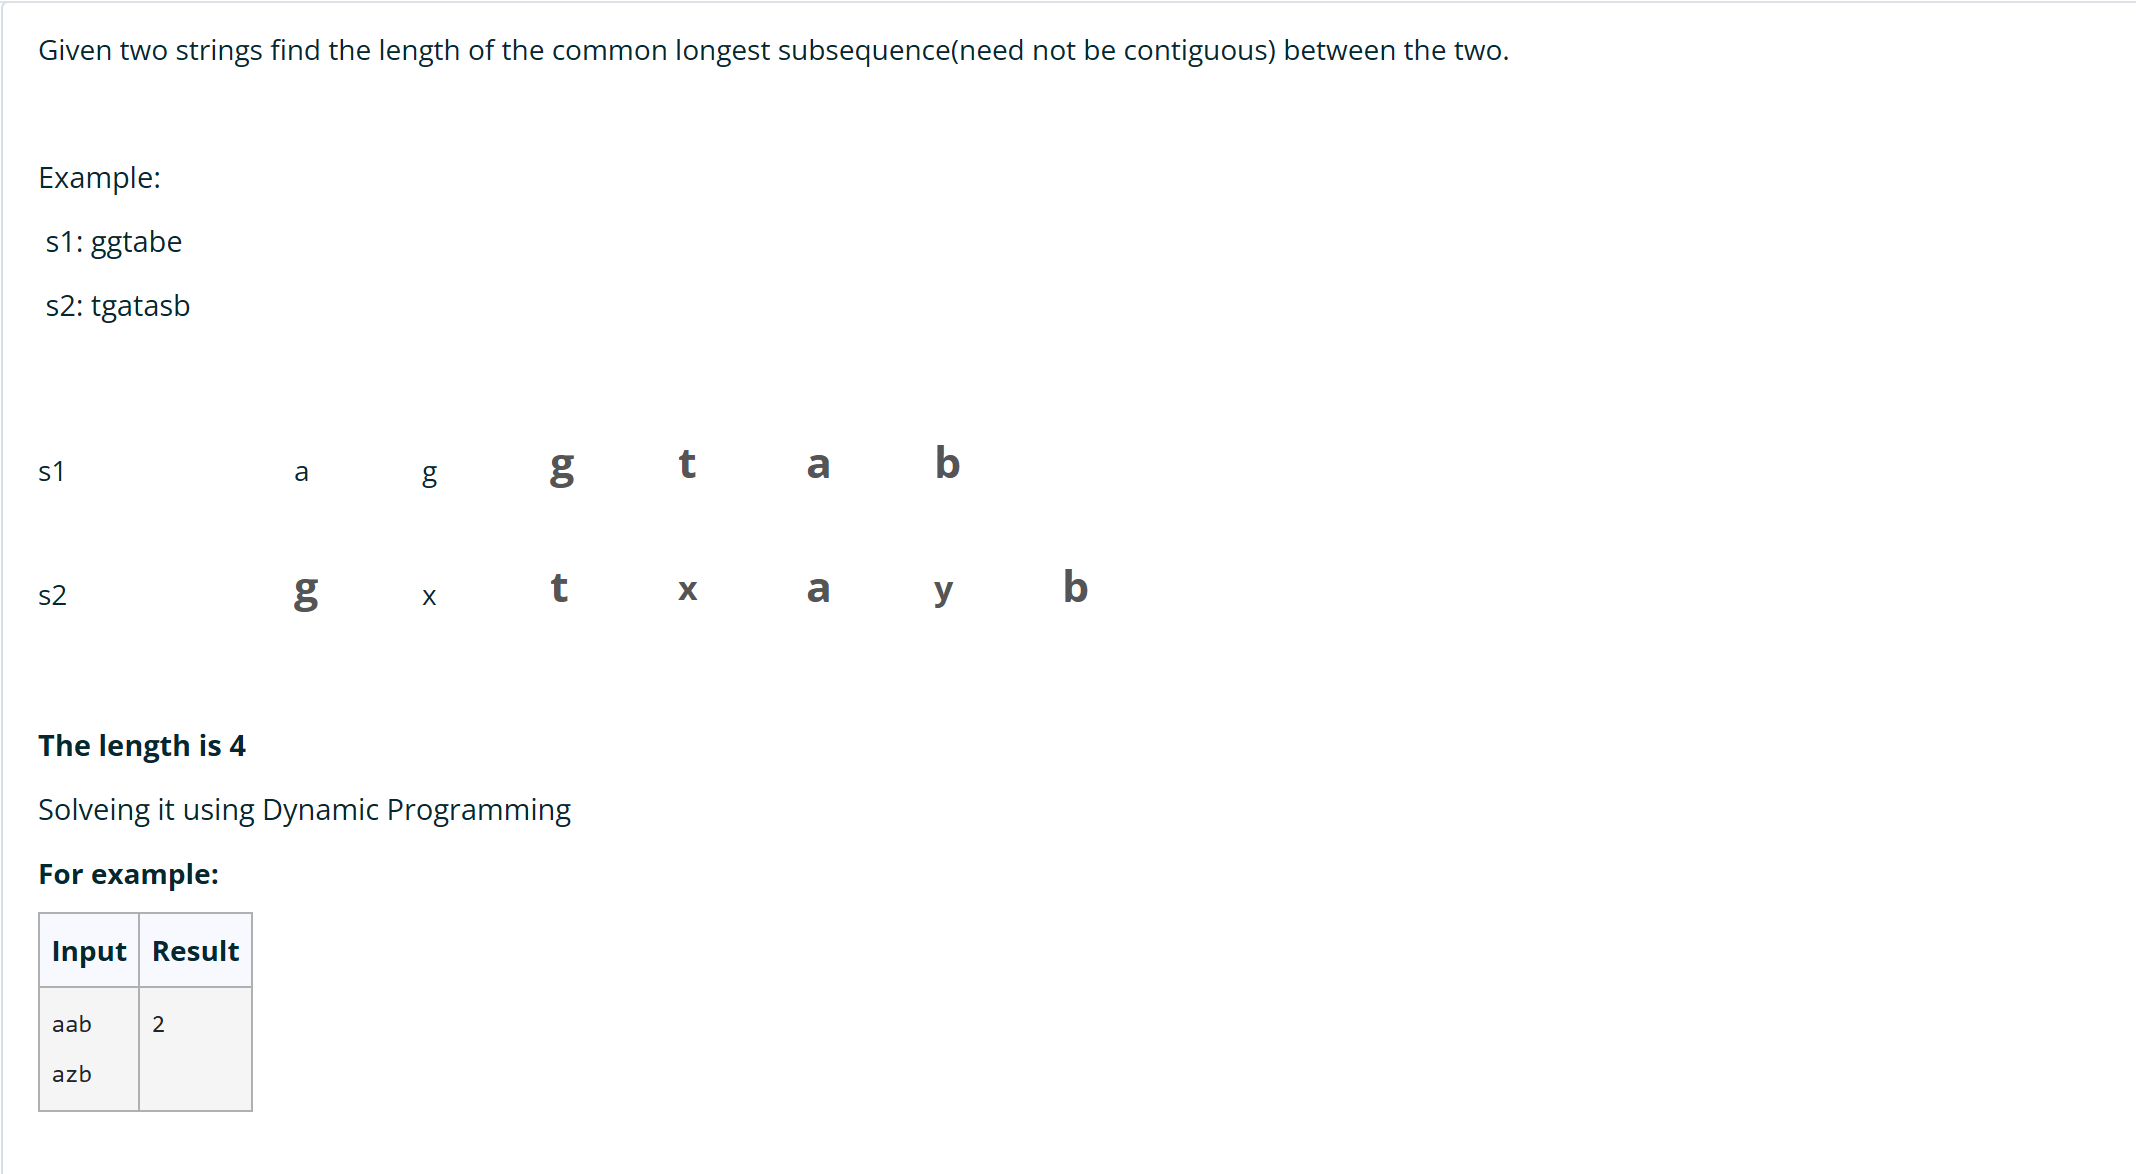 Given two strings find the length of the common longest subsequence(need not be contiguous) between the two.
Example:
s1: ggtabe
s2: tgatasb
s1 a g g t a b
s2 g x t x a y b
The length is 4
Solveing it using Dynamic Programming
For example:
Input Result
aab 2
azb